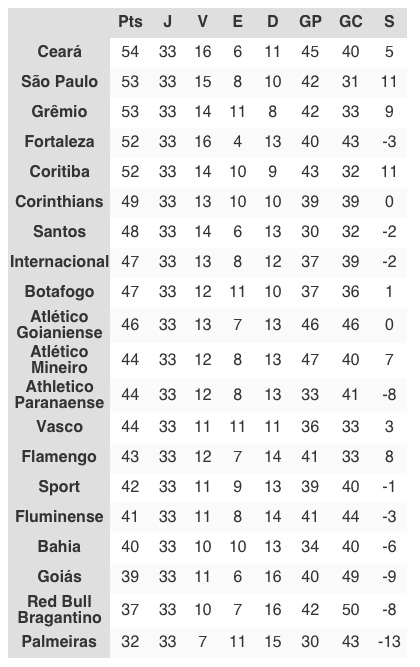 Pts J V E D GP GC S
Ceará 54 33 16 6 11 45 40 5
São Paulo 53 33 15 8 10 42 31 11
Grêmio 53 33 14 11 8 42 33 9
Fortaleza 52 33 16 4 13 40 43 -3
Coritiba 52 33 14 10 9 43 32 11
Corinthians 49 33 13 10 10 39 39 0
Santos 48 33 14 6 13 30 32 -2
Internacional 47 33 13 8 12 37 39 -2
Botafogo 47 33 12 11 10 37 36 1
Atlético
Goianiense 46 33 13 7 13 46 46 0
Atlético
Mineiro 44 33 12 8 13 47 40 7
Athletico
Paranaense 44 33 12 8 13 33 41 -8
Vasco 44 33 11 11 11 36 33 3
Flamengo 43 33 12 7 14 41 33 8
Sport 42 33 11 9 13 39 40 -1
Fluminense 41 33 11 8 14 41 44 -3
Bahia 40 33 10 10 13 34 40 -6
Goiás 39 33 11 6 16 40 49 -9
Red Bull
Bragantino 37 33 10 7 16 42 50 -8
Palmeiras 32 33 7 11 15 30 43 -13